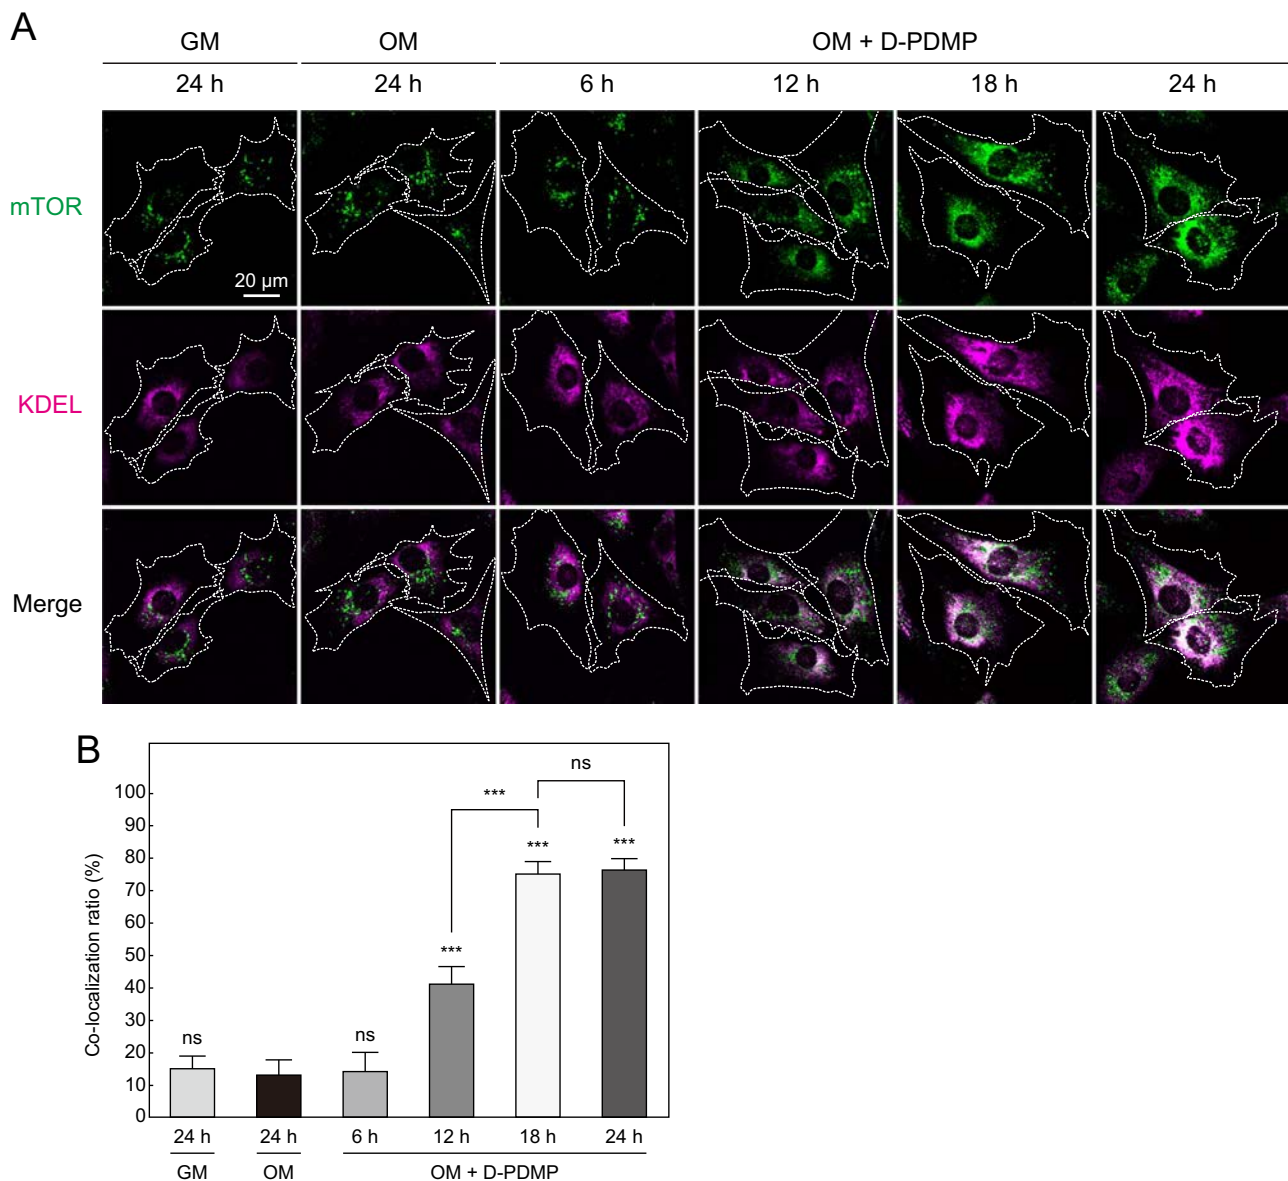 A
GM OM OM + D-PDMP
24 h 24 h 6 h 12 h 18 h 24 h
mTOR
20 μm
KDEL
Merge
B
Co-localization ratio (%)
100
90
80
70
60
50
40
30
20
10
0
ns
ns
***
***
***
***
ns
24 h 24 h 6 h 12 h 18 h 24 h
GM OM OM + D-PDMP